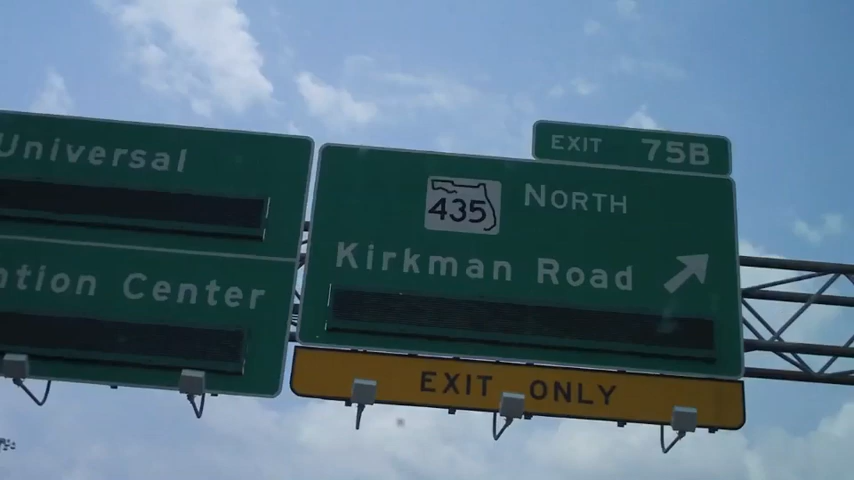 Universal
ntion Center
EXIT 75B
435 NORTH
Kirkman Road
EXIT ONLY